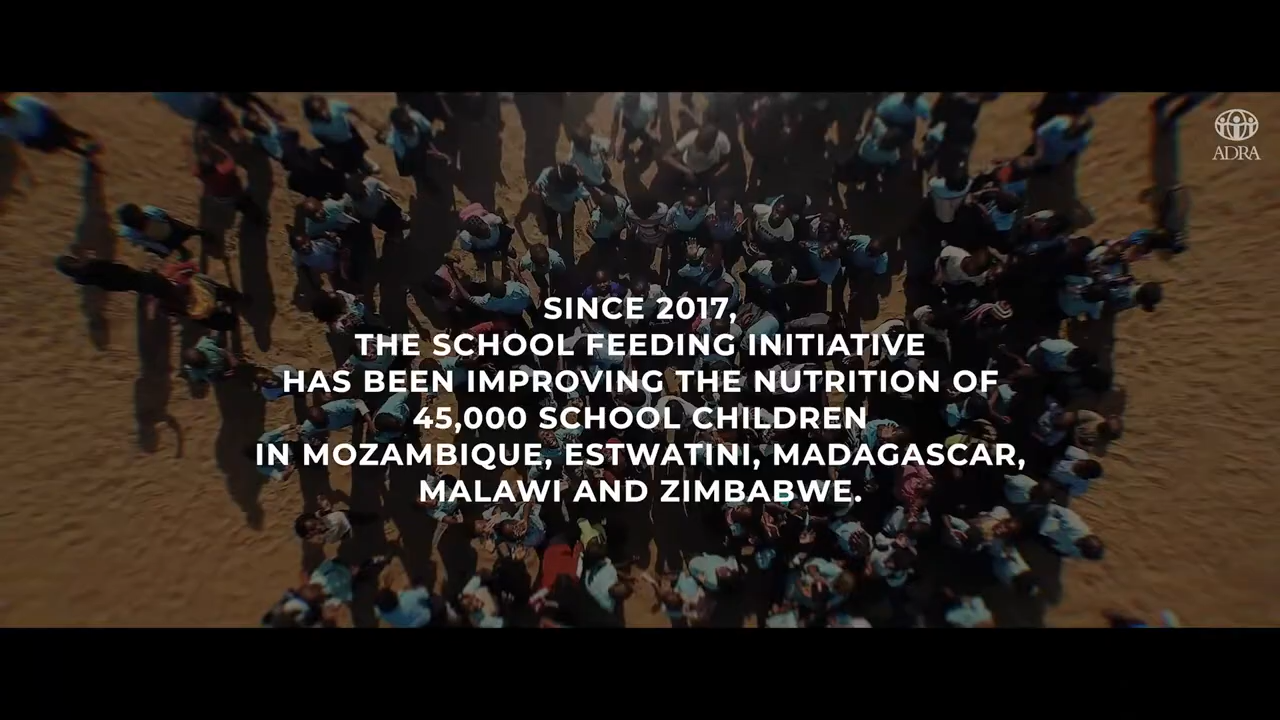 ADRA
SINCE 2017,
THE SCHOOL FEEDING INITIATIVE
HAS BEEN IMPROVING THE NUTRITION OF
45,000 SCHOOL CHILDREN
IN MOZAMBIQUE, ESTWATINI, MADAGASCAR,
MALAWI AND ZIMBABWE.